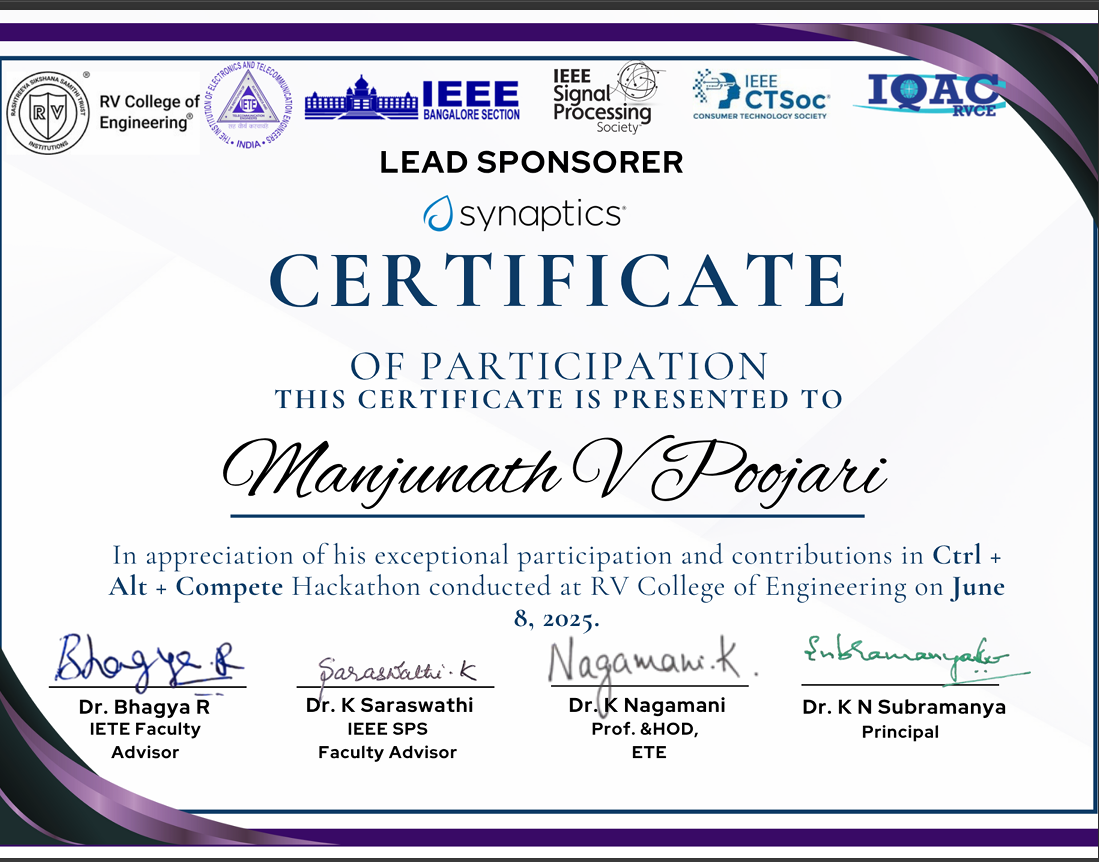 RASHTREEYA SIKSHANA SAMITHI TRUST
RV
INSTITUTIONS
®
RV College of
Engineering®
THE INSTITUTION OF ELECTRONICS AND TELECOMMUNICATION ENGINEERS
IETE
• INDIA •
IEEE
BANGALORE SECTION
IEEE
Signal
Processing
Society
IEEE
CTSoc
CONSUMER TECHNOLOGY SOCIETY
IQAC
RVCE
LEAD SPONSORER
synaptics
CERTIFICATE
OF PARTICIPATION
THIS CERTIFICATE IS PRESENTED TO
Manjunath V Poojari
In appreciation of his exceptional participation and contributions in Ctrl +
Alt + Compete Hackathon conducted at RV College of Engineering on June
8, 2025.
Bhagya R
Saraswathi . K
Nagamani . K .
Dr. Bhagya R
IETE Faculty
Advisor
Dr. K Saraswathi
IEEE SPS
Faculty Advisor
Dr. K Nagamani
Prof. &HOD,
ETE
Dr. K N Subramanya
Principal